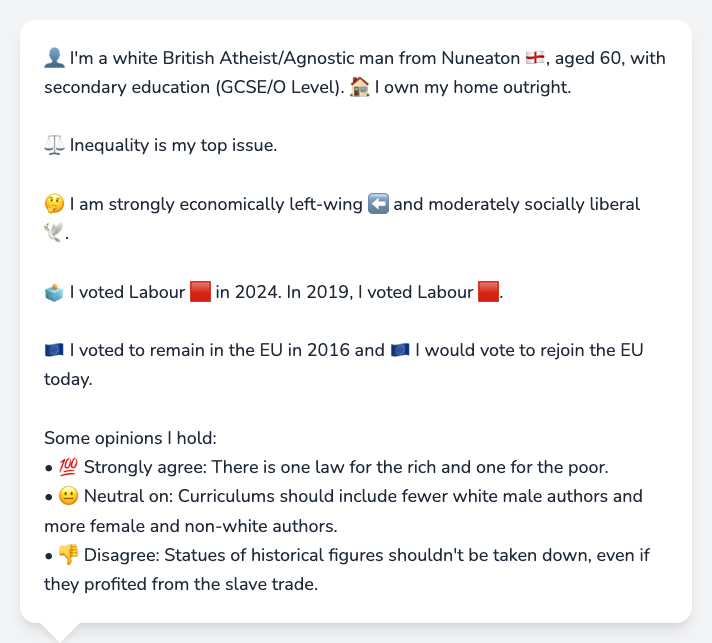 👤 I'm a white British Atheist/Agnostic man from Nuneaton 🏴󠁧󠁢󠁥󠁮󠁧󠁿, aged 60, with
secondary education (GCSE/O Level). 🏠 I own my home outright.
⚖️ Inequality is my top issue.
🤔 I am strongly economically left-wing ⬅️ and moderately socially liberal
🕊️.
🗳️ I voted Labour 🟥 in 2024. In 2019, I voted Labour 🟥.
🇪🇺 I voted to remain in the EU in 2016 and 🇪🇺 I would vote to rejoin the EU
today.
Some opinions I hold:
• 💯 Strongly agree: There is one law for the rich and one for the poor.
• 😐 Neutral on: Curriculums should include fewer white male authors and
more female and non-white authors.
• 👎 Disagree: Statues of historical figures shouldn't be taken down, even if
they profited from the slave trade.